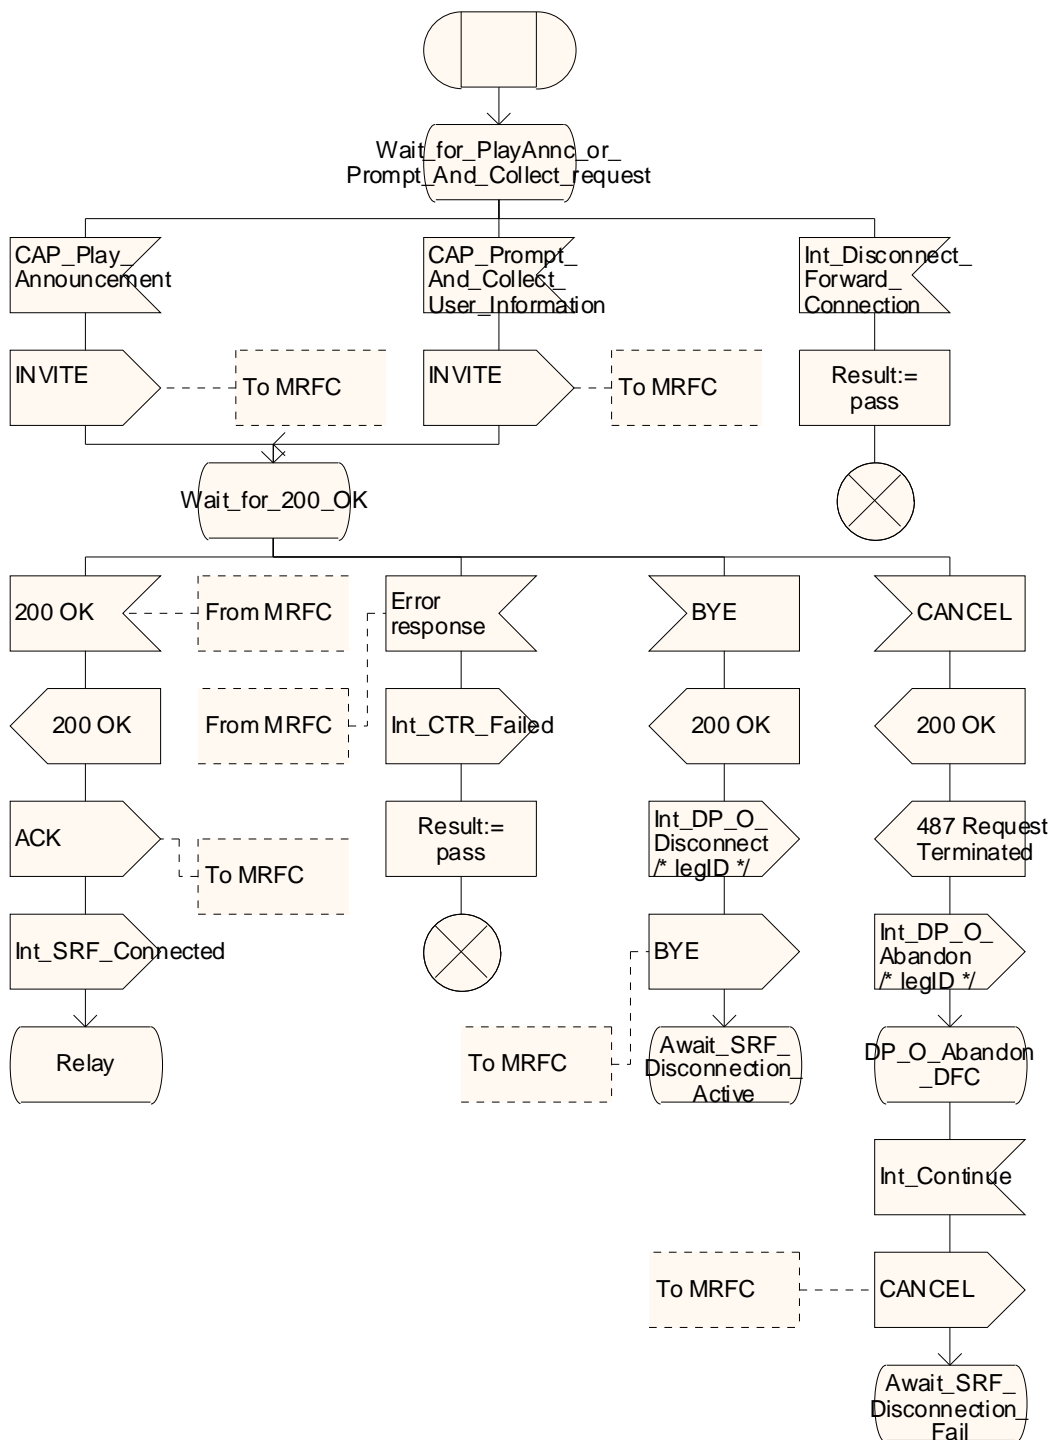 Wait_for_PlayAnnc_or_
Prompt_And_Collect_request
CAP_Play_
Announcement
CAP_Prompt_
And_Collect_
User_Information
Int_Disconnect_
Forward_
Connection
INVITE
To MRFC
INVITE
To MRFC
Result:=
pass
Wait_for_200_OK
200 OK
From MRFC
Error
response
BYE
CANCEL
200 OK
From MRFC
Int_CTR_Failed
200 OK
200 OK
ACK
To MRFC
Result:=
pass
Int_DP_O_
Disconnect
/* legID */
487 Request
Terminated
Int_SRF_Connected
BYE
Int_DP_O_
Abandon
/* legID */
Relay
To MRFC
Await_SRF_
Disconnection_
Active
DP_O_Abandon
_DFC
Int_Continue
To MRFC
CANCEL
Await_SRF_
Disconnection_
Fail